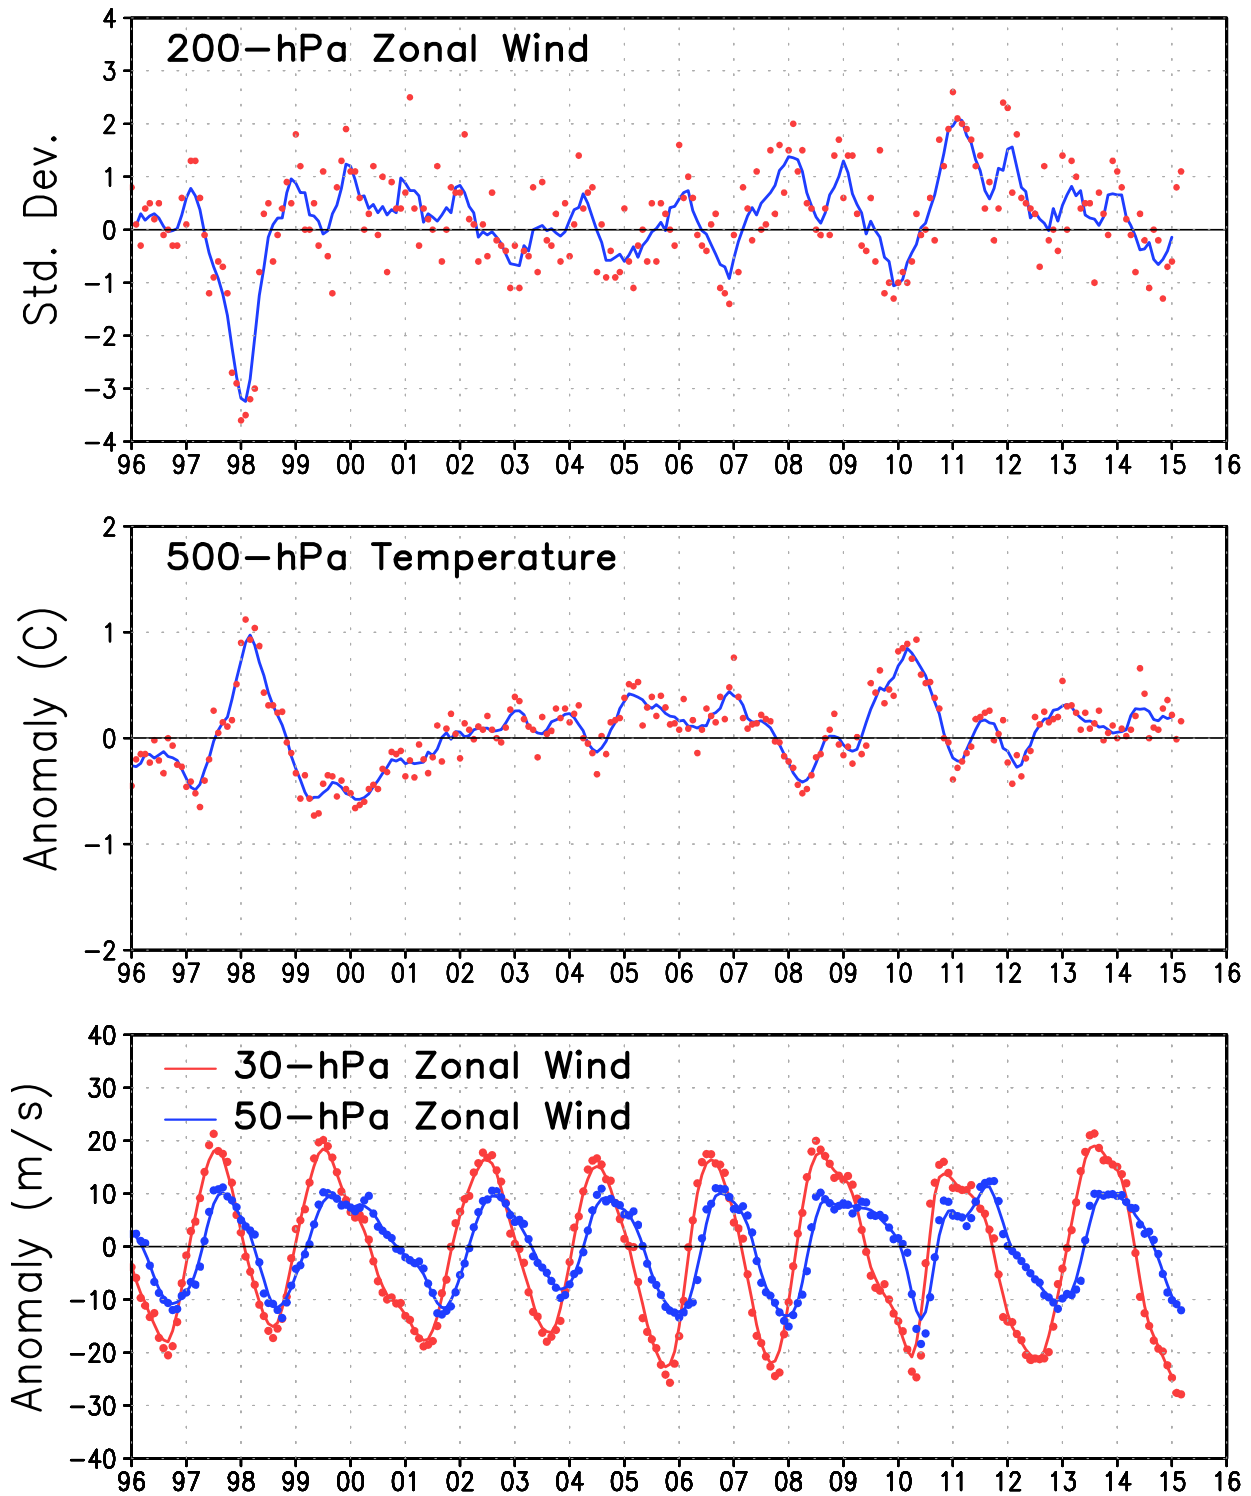 200-hPa Zonal Wind
Std. Dev.
4
3
2
1
0
-1
-2
-3
-4
96 97 98 99 00 01 02 03 04 05 06 07 08 09 10 11 12 13 14 15 16
500-hPa Temperature
Anomaly (C)
2
1
0
-1
-2
96 97 98 99 00 01 02 03 04 05 06 07 08 09 10 11 12 13 14 15 16
30-hPa Zonal Wind
50-hPa Zonal Wind
Anomaly (m/s)
40
30
20
10
0
-10
-20
-30
-40
96 97 98 99 00 01 02 03 04 05 06 07 08 09 10 11 12 13 14 15 16